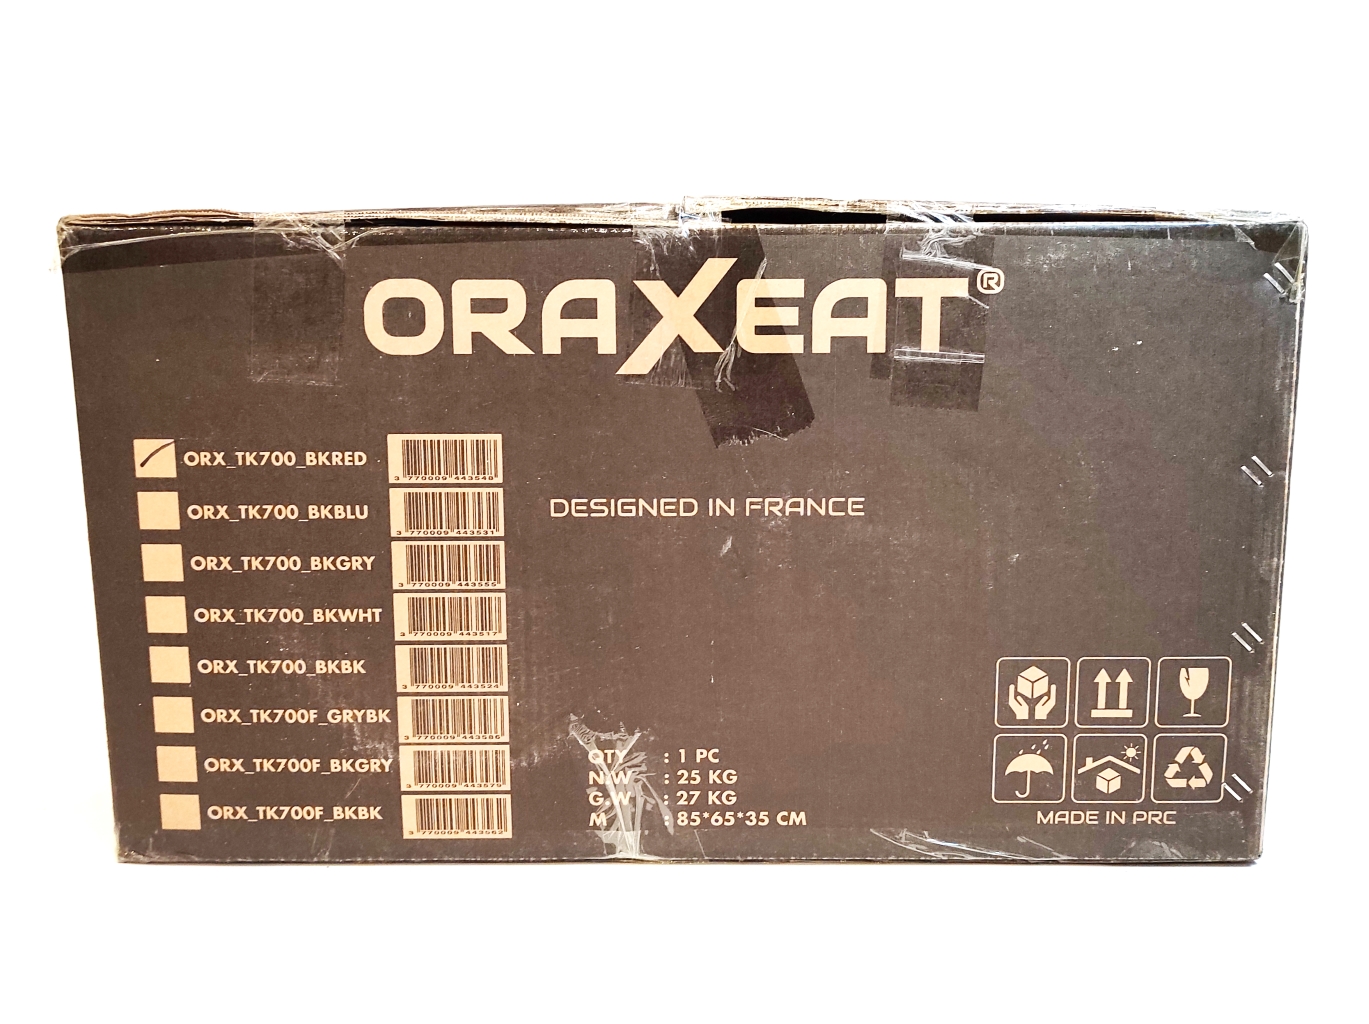 ORAXEAT®
ORX_TK700_BKRED
3 770009 443548
ORX_TK700_BKBLU
3 770009 443531
ORX_TK700_BKGRY
3 770009 443555
ORX_TK700_BKWHT
3 770009 443517
ORX_TK700_BKBK
3 770009 443524
ORX_TK700F_GRYBK
3 770009 443586
ORX_TK700F_BKGRY
3 770009 443579
ORX_TK700F_BKBK
3 770009 443562
DESIGNED IN FRANCE
QTY : 1 PC
N.W : 25 KG
G.W : 27 KG
M : 85*65*35 CM
MADE IN PRC